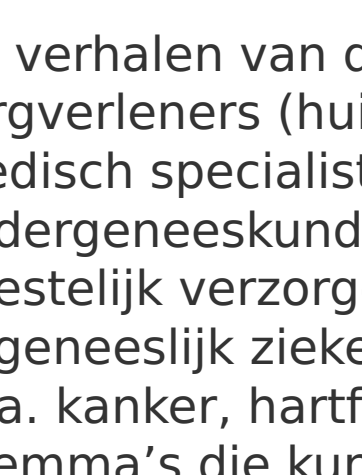 verhalen van
rgverleners (hui
edisch specialist
dergeneeskund
estelijk verzorg
geneeslijk zieke
a. kanker, hartf
emma’s die kun